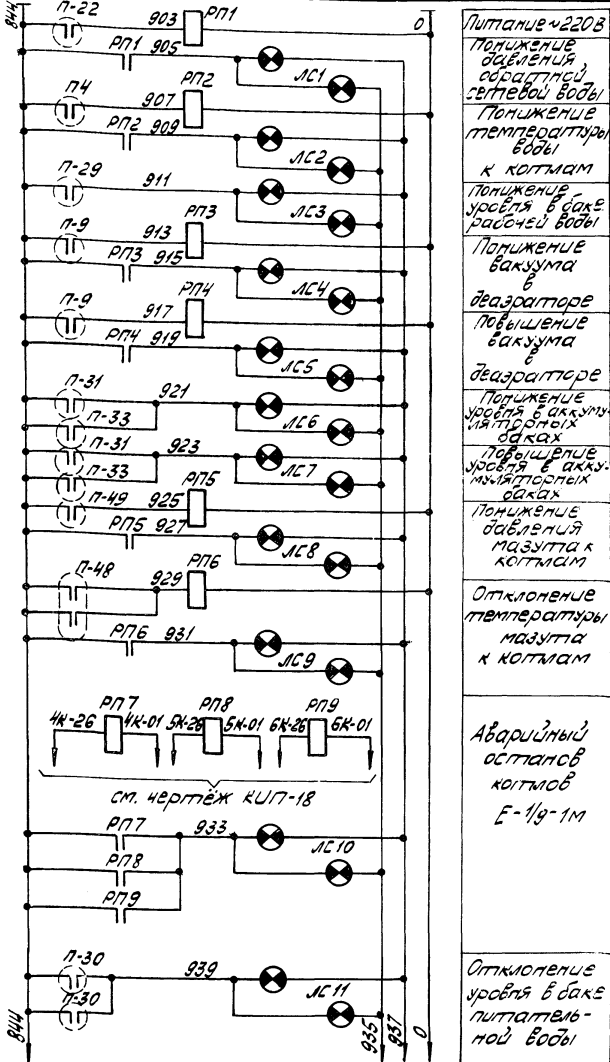 844
П-22
903
РП1
0
Питание ~220В
РП1
905
ЛС1
Понижение
давления
обратной
сетевой воды
П4
907
РП2
РП2
909
ЛС2
Понижение
температуры
воды
к котлам
П-29
911
ЛС3
Понижение
уровня в баке
рабочей воды
П-9
913
РП3
РП3
915
ЛС4
Понижение
вакуума
в
деаэраторе
П-9
917
РП4
РП4
919
ЛС5
Повышение
вакуума
в
деаэраторе
П-31
921
П-33
ЛС6
Понижение
уровня в аккуму-
ляторных
баках
П-31
923
П-33
ЛС7
Повышение
уровня в акку-
муляторных
баках
П-49
925
РП5
РП5
927
ЛС8
Понижение
давления
мазута к
котлам
П-48
929
РП6
РП6
931
ЛС9
Отклонение
температуры
мазута
к котлам
РП7
РП8
РП9
4К-26
4К-01
5К-26
5К-01
6К-26
6К-01
см. чертёж КИП-18
Аварийный
останов
котлов
Е-1/9-1М
РП7
933
РП8
ЛС10
РП9
П-30
939
П-30
ЛС11
Отклонение
уровня в баке
питатель-
ной воды
844
935
937
0